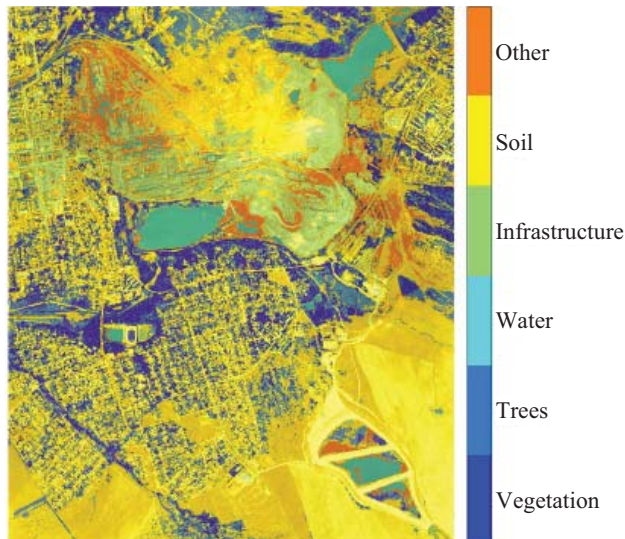 Other
Soil
Infrastructure
Water
Trees
Vegetation